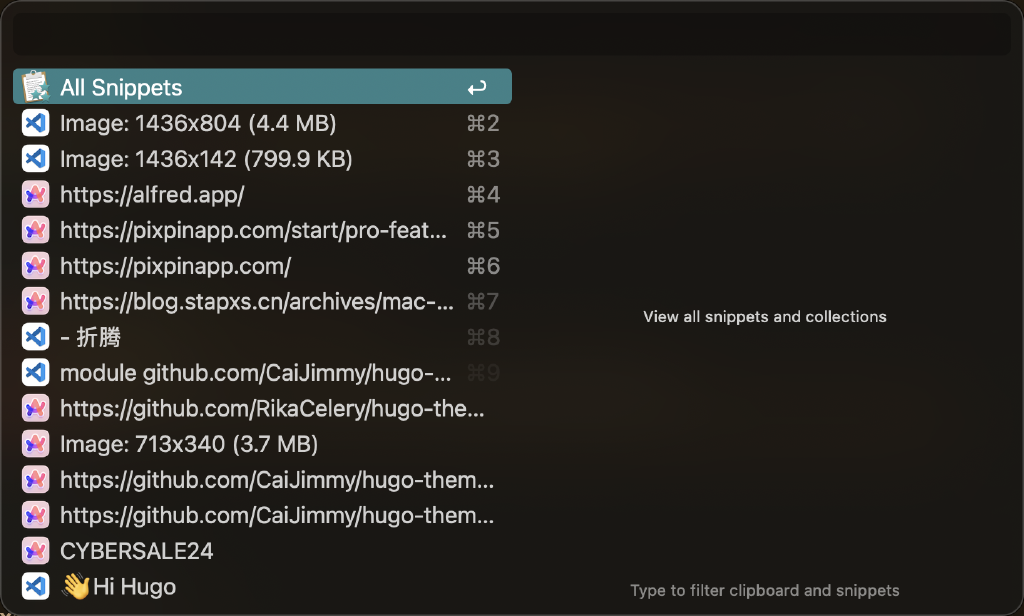 All Snippets ↩
Image: 1436x804 (4.4 MB) ⌘2
Image: 1436x142 (799.9 KB) ⌘3
https://alfred.app/ ⌘4
https://pixpinapp.com/start/pro-feat... ⌘5
https://pixpinapp.com/ ⌘6
https://blog.stapxs.cn/archives/mac-... ⌘7
- 折腾 ⌘8
module github.com/CaiJimmy/hugo-... ⌘9
https://github.com/RikaCelery/hugo-the...
Image: 713x340 (3.7 MB)
https://github.com/CaiJimmy/hugo-them...
https://github.com/CaiJimmy/hugo-them...
CYBERSALE24
👋Hi Hugo
View all snippets and collections
Type to filter clipboard and snippets